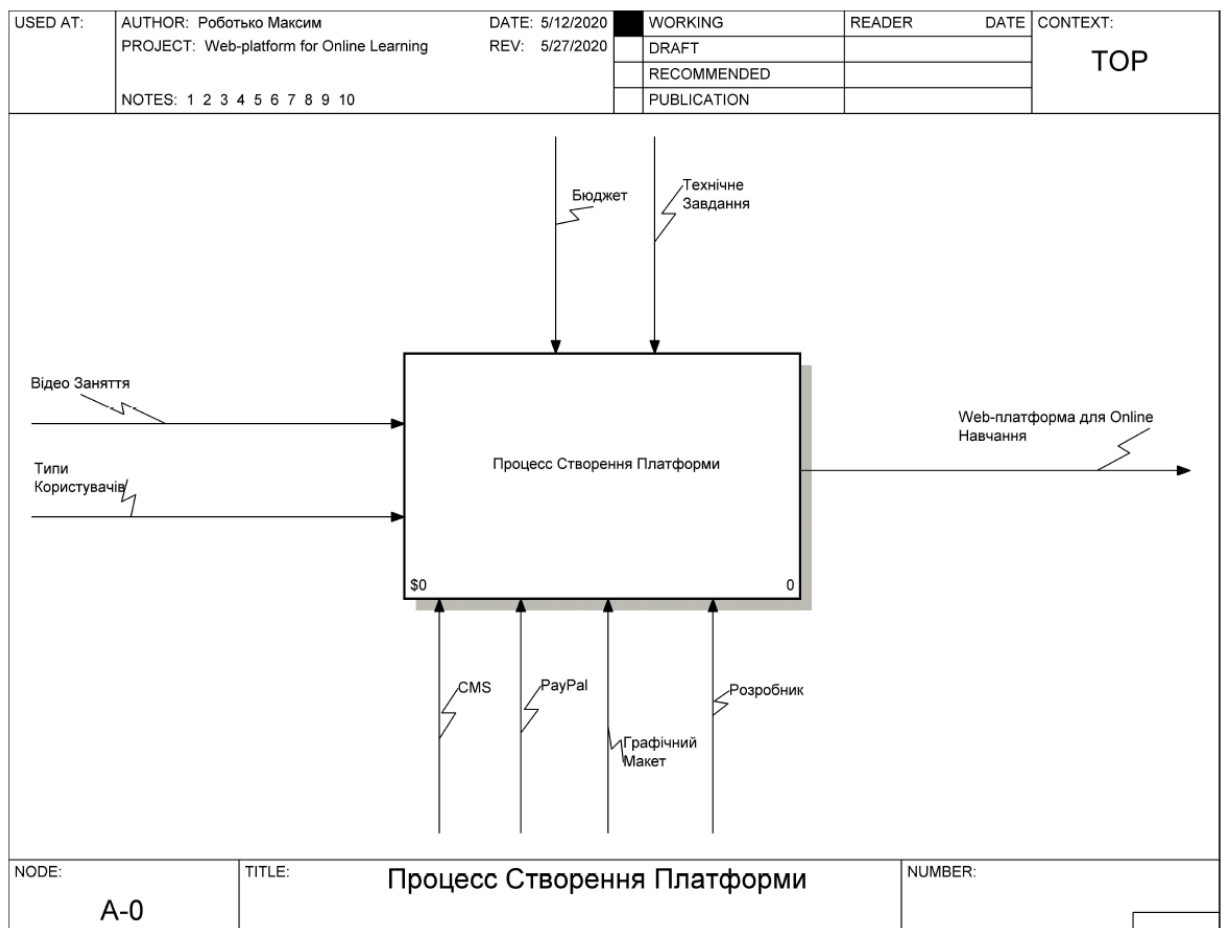 USED AT:
AUTHOR: Роботько Максим
DATE: 5/12/2020
WORKING
READER
DATE
CONTEXT:
PROJECT: Web-platform for Online Learning
REV: 5/27/2020
DRAFT
TOP
RECOMMENDED
NOTES: 1 2 3 4 5 6 7 8 9 10
PUBLICATION
Бюджет
Технічне
Завдання
Відео Заняття
Типи
Користувачів
Процесс Створення Платформи
$0
0
Web-платформа для Online
Навчання
CMS
PayPal
Графічний
Макет
Розробник
NODE:
A-0
TITLE:
Процесс Створення Платформи
NUMBER: